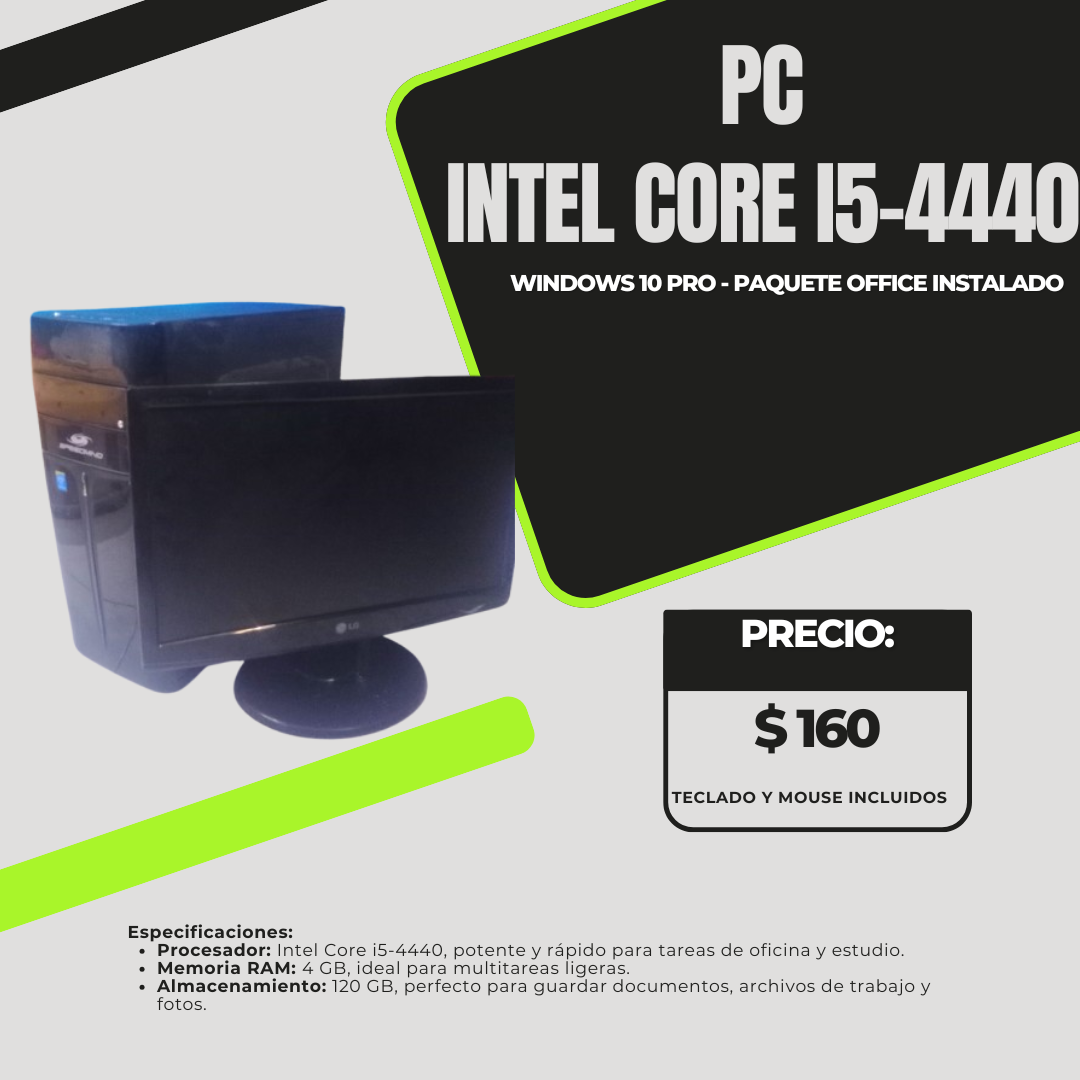 PC
INTEL CORE I5-4440
WINDOWS 10 PRO - PAQUETE OFFICE INSTALADO
SPEEDMIND
LG
PRECIO:
$ 160
TECLADO Y MOUSE INCLUIDOS
Especificaciones:
• Procesador: Intel Core i5-4440, potente y rápido para tareas de oficina y estudio.
• Memoria RAM: 4 GB, ideal para multitareas ligeras.
• Almacenamiento: 120 GB, perfecto para guardar documentos, archivos de trabajo y
fotos.